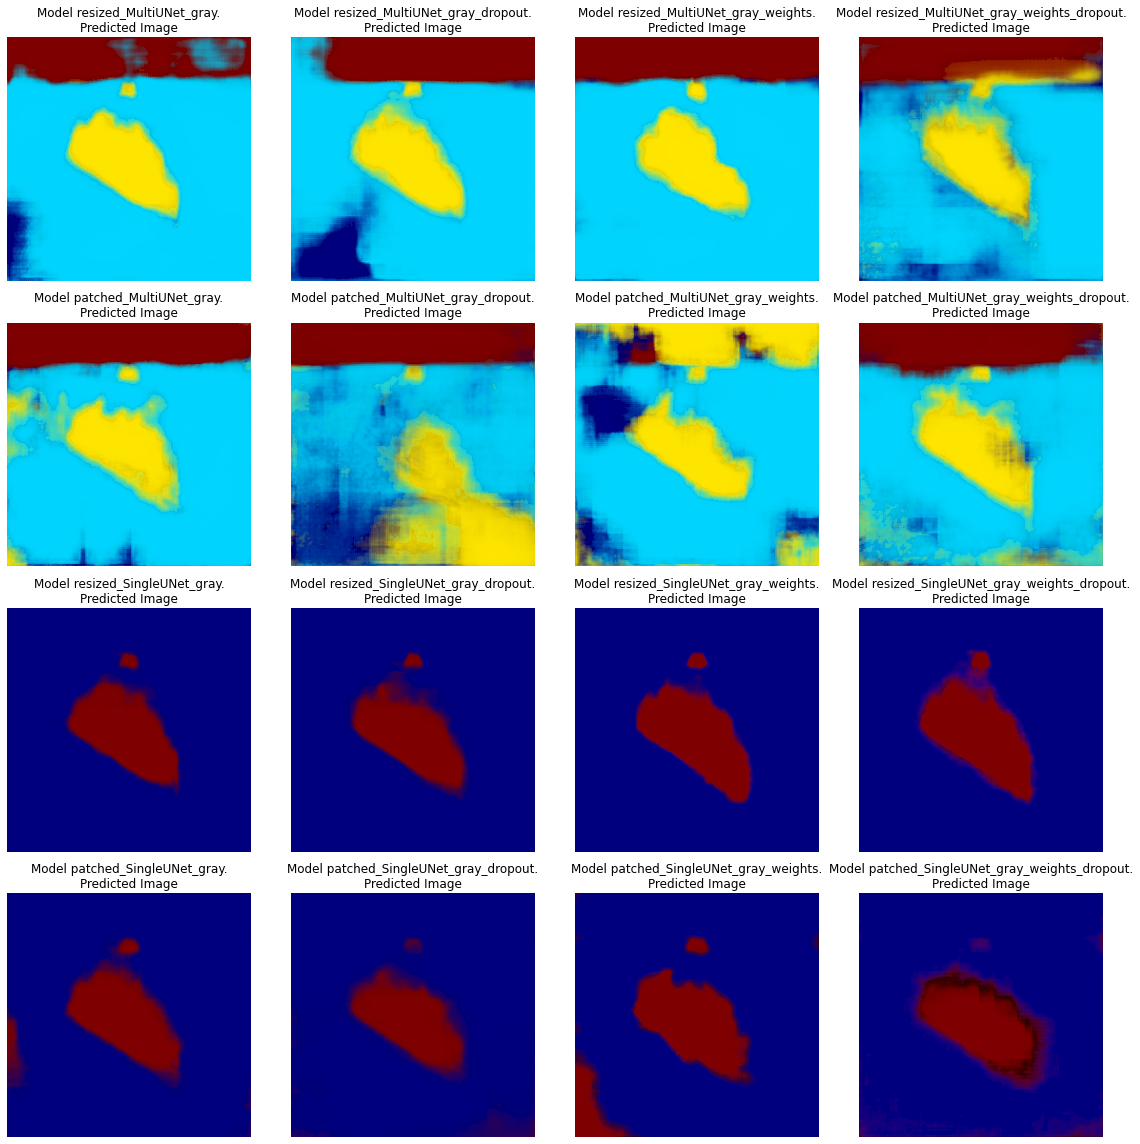 Model resized_MultiUNet_gray.
Predicted Image
Model resized_MultiUNet_gray_dropout.
Predicted Image
Model resized_MultiUNet_gray_weights.
Predicted Image
Model resized_MultiUNet_gray_weights_dropout.
Predicted Image
Model patched_MultiUNet_gray.
Predicted Image
Model patched_MultiUNet_gray_dropout.
Predicted Image
Model patched_MultiUNet_gray_weights.
Predicted Image
Model patched_MultiUNet_gray_weights_dropout.
Predicted Image
Model resized_SingleUNet_gray.
Predicted Image
Model resized_SingleUNet_gray_dropout.
Predicted Image
Model resized_SingleUNet_gray_weights.
Predicted Image
Model resized_SingleUNet_gray_weights_dropout.
Predicted Image
Model patched_SingleUNet_gray.
Predicted Image
Model patched_SingleUNet_gray_dropout.
Predicted Image
Model patched_SingleUNet_gray_weights.
Predicted Image
Model patched_SingleUNet_gray_weights_dropout.
Predicted Image